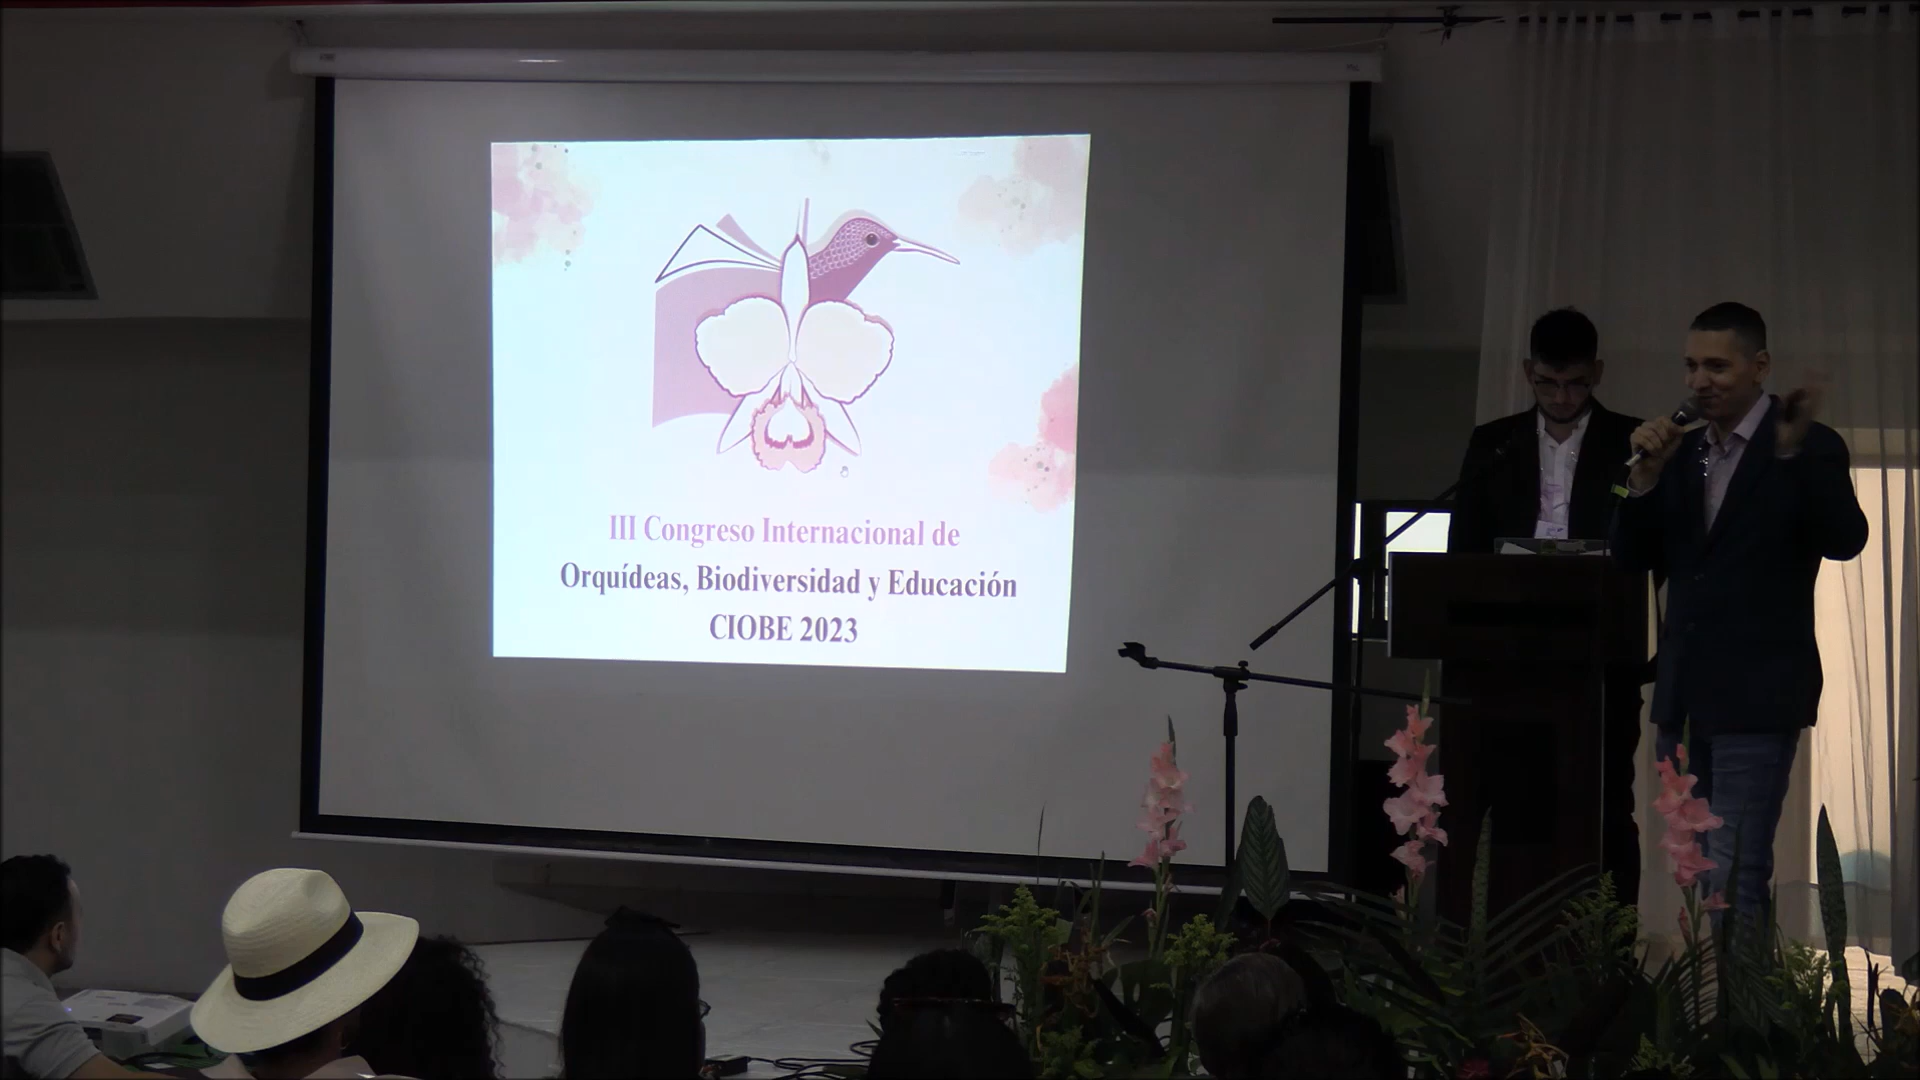 III Congreso Internacional de
Orquídeas, Biodiversidad y Educación
CIOBE 2023